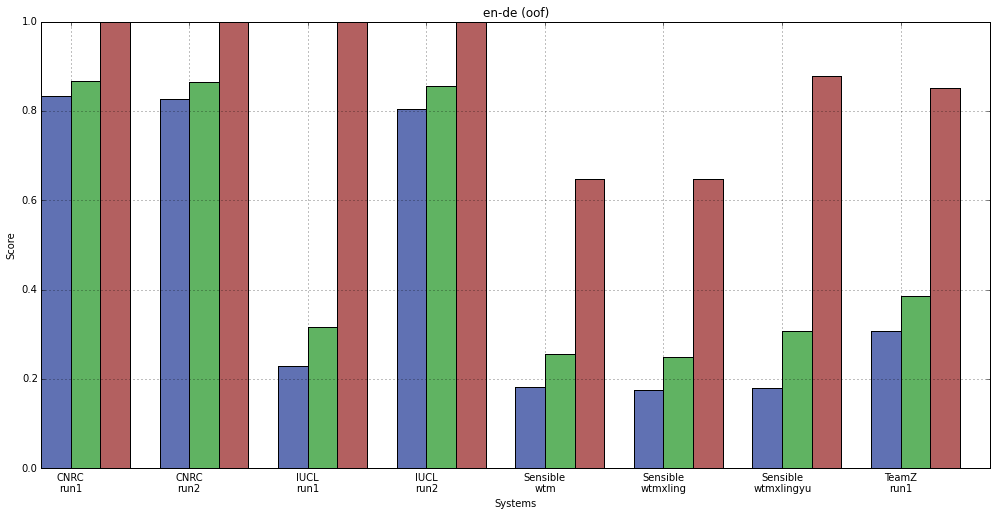 en-de (oof)
1.0
0.8
0.6
0.4
0.2
0.0
Score
CNRC
run1
CNRC
run2
IUCL
run1
IUCL
run2
Sensible
wtm
Sensible
wtmxling
Sensible
wtmxlingyu
TeamZ
run1
Systems